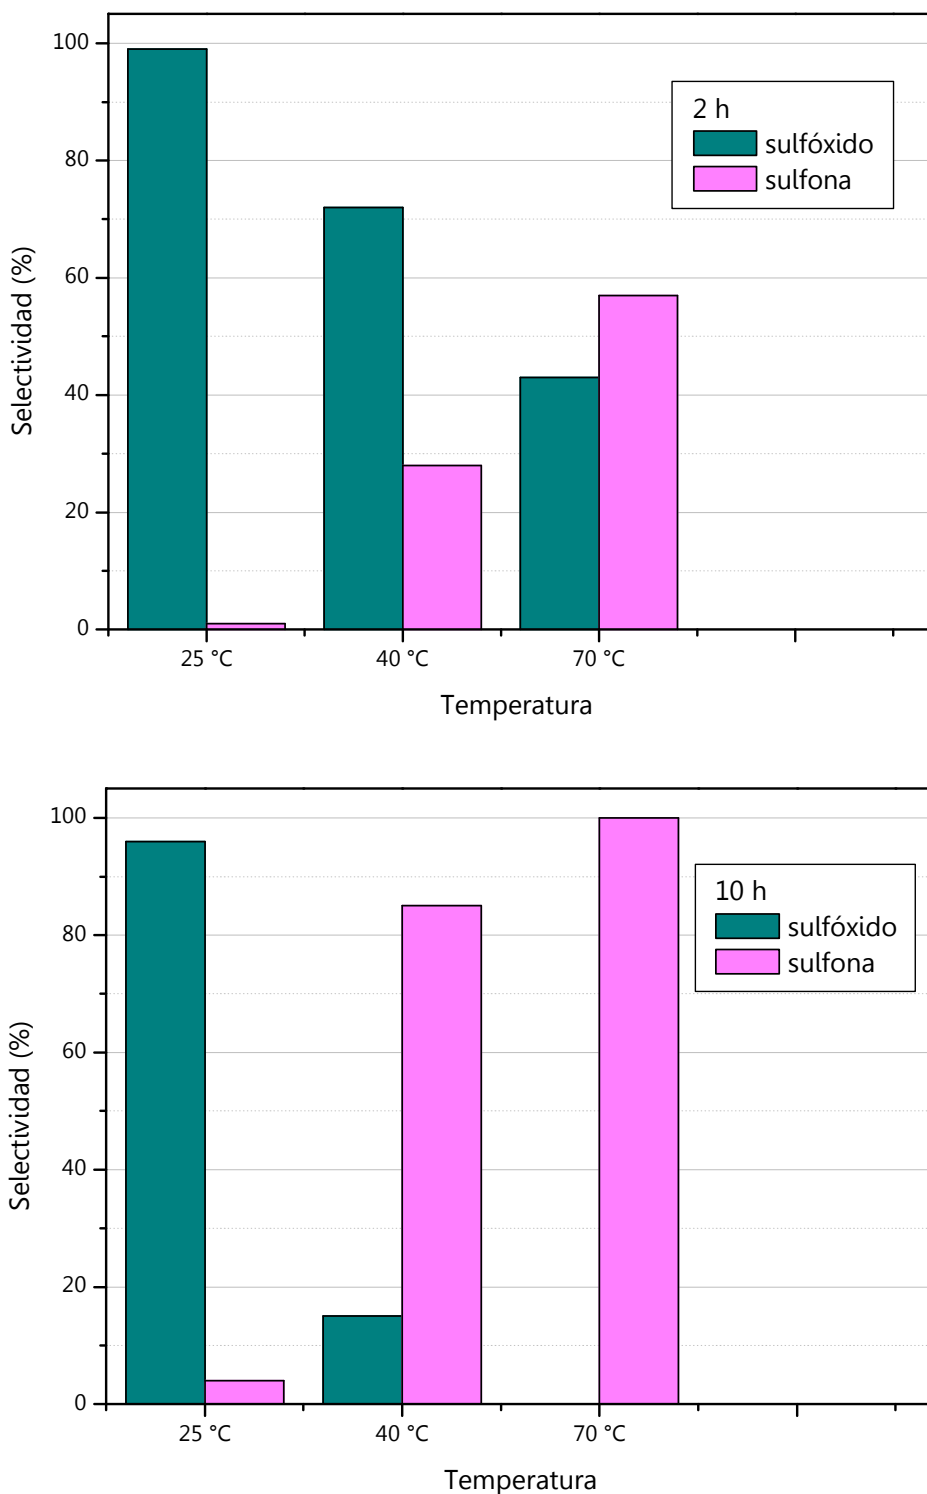 100
80
60
40
20
0
Selectividad (%)
2 h
sulfóxido
sulfona
25 °C
40 °C
70 °C
Temperatura
100
80
60
40
20
0
Selectividad (%)
10 h
sulfóxido
sulfona
25 °C
40 °C
70 °C
Temperatura